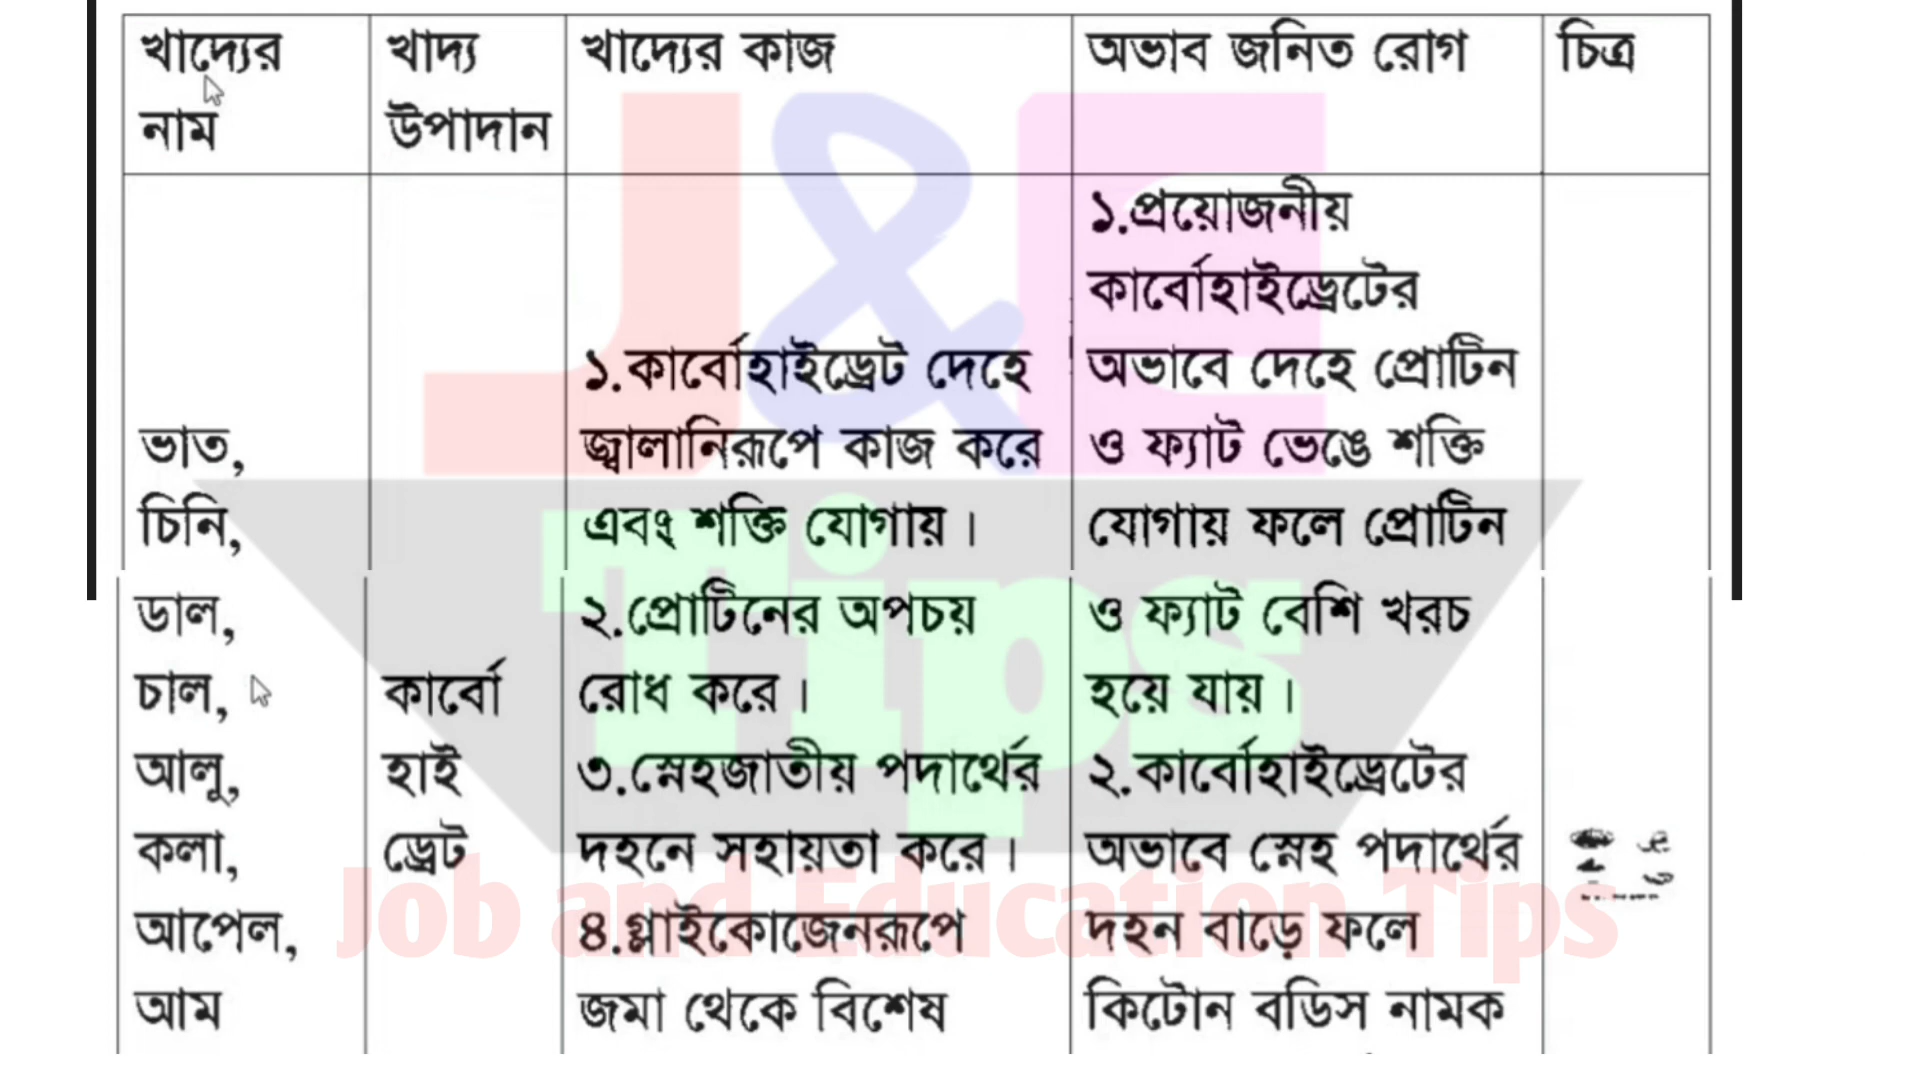 খাদ্যের নাম
খাদ্য উপাদান
খাদ্যের কাজ
অভাব জনিত রোগ
চিত্র
ভাত,
চিনি,
ডাল,
চাল,
আলু,
কলা,
আপেল,
আম
কার্বো
হাই
ড্রেট
১.কার্বোহাইড্রেট দেহে
জ্বালানিরূপে কাজ করে
এবং শক্তি যোগায়।
২.প্রোটিনের অপচয়
রোধ করে।
৩.স্নেহজাতীয় পদার্থের
দহনে সহায়তা করে।
৪.গ্লাইকোজেনরূপে
জমা থেকে বিশেষ
১.প্রয়োজনীয়
কার্বোহাইড্রেটের
অভাবে দেহে প্রোটিন
ও ফ্যাট ভেঙে শক্তি
যোগায় ফলে প্রোটিন
ও ফ্যাট বেশি খরচ
হয়ে যায়।
২.কার্বোহাইড্রেটের
অভাবে স্নেহ পদার্থের
দহন বাড়ে ফলে
কিটোন বডিস নামক
J&E
Tips
Job and Education Tips